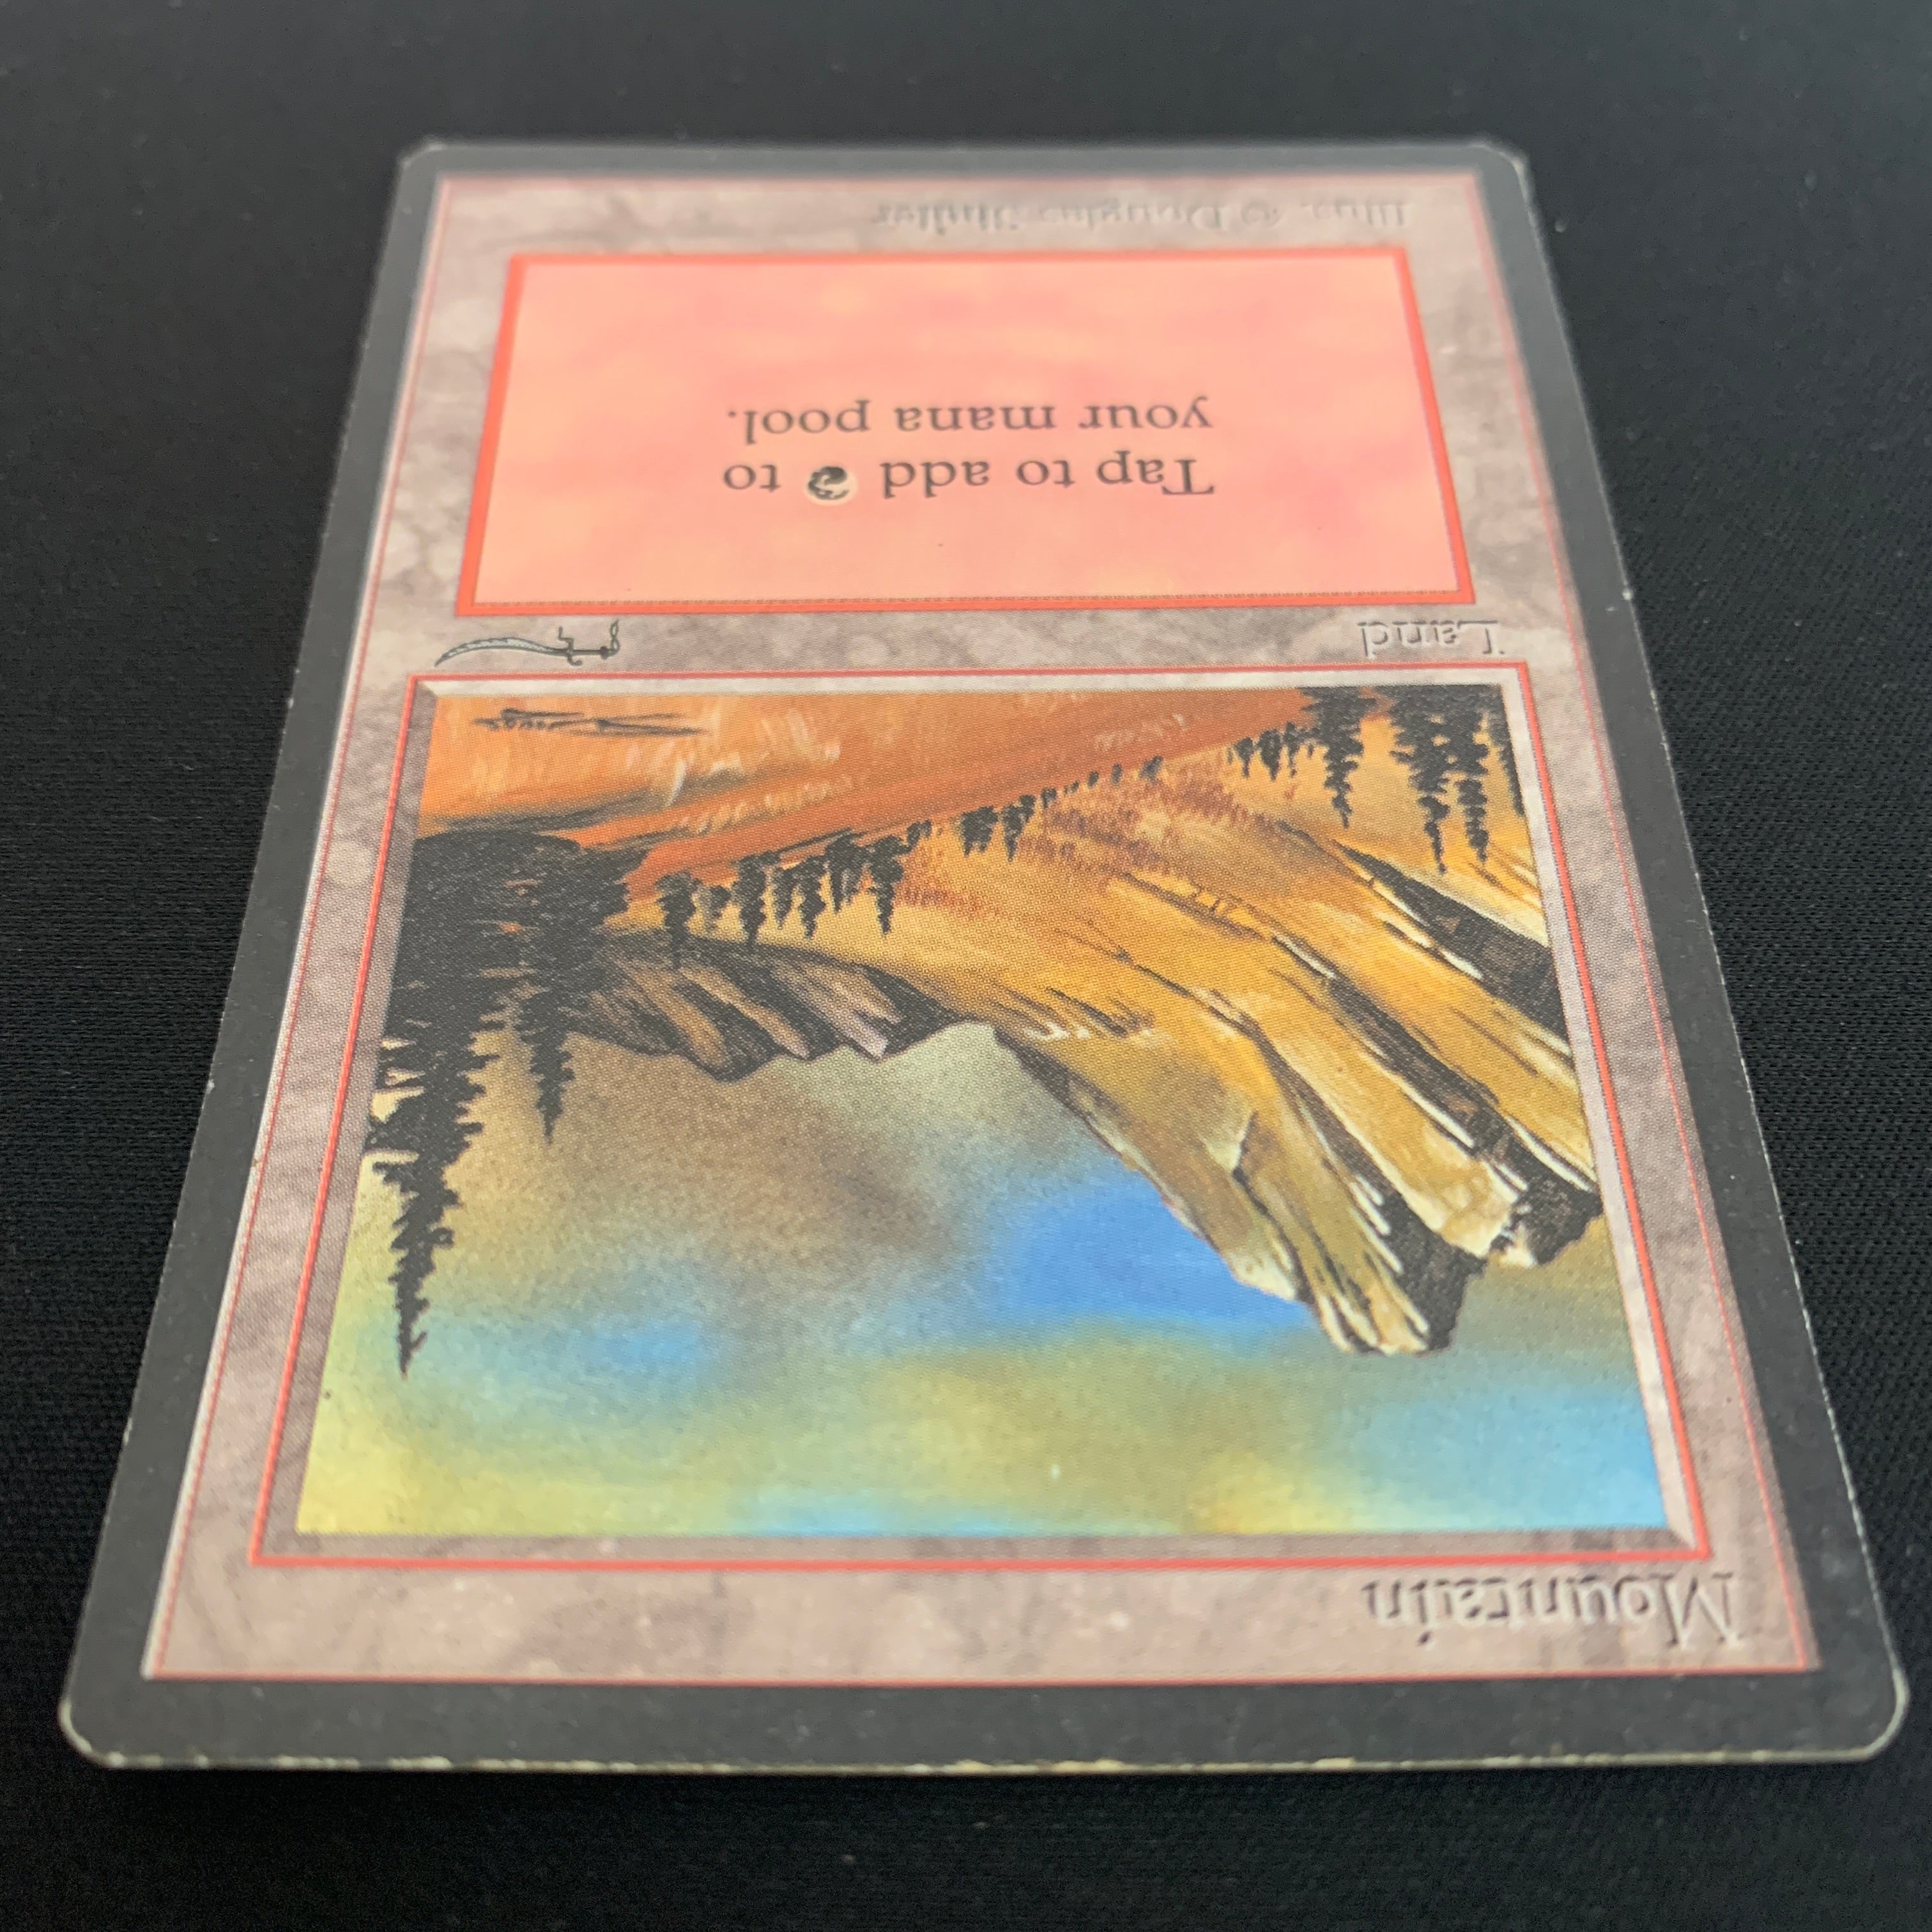 Mountain
Land
Tap to add to
your mana pool.
Illus. © Douglas Shuler